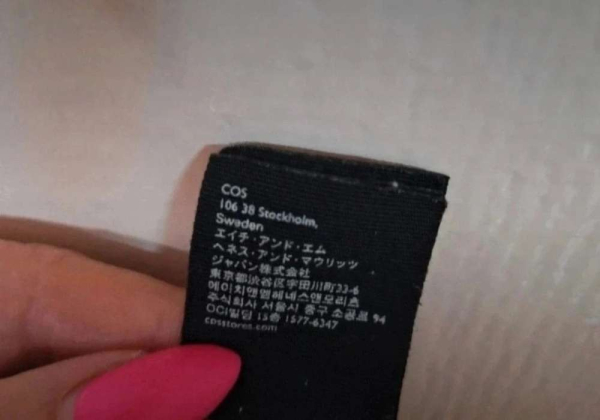 COS
106 38 Stockholm,
Sweden
エイチ・アンド・エム
ヘネス・アンド・マウリッツ
ジャパン株式会社
東京都渋谷区宇田川町33-6
에이치앤엠헤네스앤모리츠
주식회사 서울시 중구 소공로 94
OCI빌딩 15층 1577-6347
cosstores.com